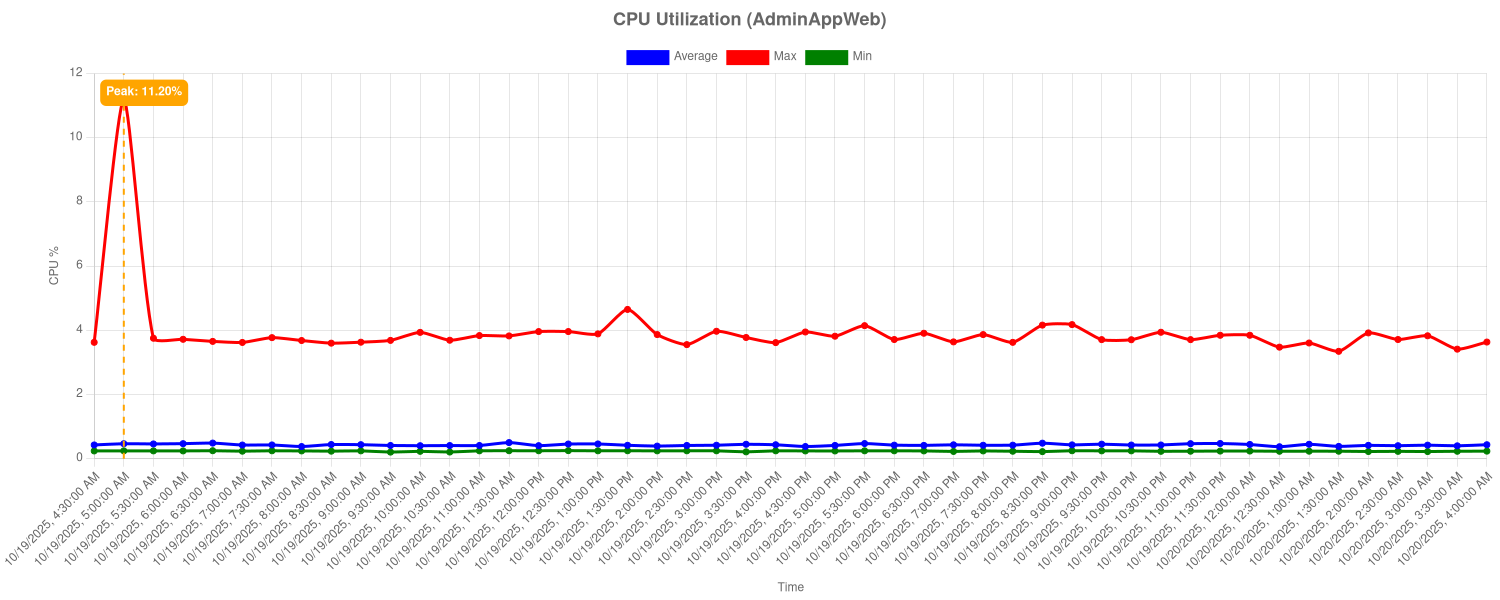 CPU Utilization (AdminAppWeb)
Average Max Min
12
Peak: 11.20%
10
8
6
4
2
0
CPU %
10/19/2025, 4:30:00 AM
10/19/2025, 5:00:00 AM
10/19/2025, 5:30:00 AM
10/19/2025, 6:00:00 AM
10/19/2025, 6:30:00 AM
10/19/2025, 7:00:00 AM
10/19/2025, 7:30:00 AM
10/19/2025, 8:00:00 AM
10/19/2025, 8:30:00 AM
10/19/2025, 9:00:00 AM
10/19/2025, 9:30:00 AM
10/19/2025, 10:00:00 AM
10/19/2025, 10:30:00 AM
10/19/2025, 11:00:00 AM
10/19/2025, 11:30:00 AM
10/19/2025, 12:00:00 PM
10/19/2025, 12:30:00 PM
10/19/2025, 1:00:00 PM
10/19/2025, 1:30:00 PM
10/19/2025, 2:00:00 PM
10/19/2025, 2:30:00 PM
10/19/2025, 3:00:00 PM
10/19/2025, 3:30:00 PM
10/19/2025, 4:00:00 PM
10/19/2025, 4:30:00 PM
10/19/2025, 5:00:00 PM
10/19/2025, 5:30:00 PM
10/19/2025, 6:00:00 PM
10/19/2025, 6:30:00 PM
10/19/2025, 7:00:00 PM
10/19/2025, 7:30:00 PM
10/19/2025, 8:00:00 PM
10/19/2025, 8:30:00 PM
10/19/2025, 9:00:00 PM
10/19/2025, 9:30:00 PM
10/19/2025, 10:00:00 PM
10/19/2025, 10:30:00 PM
10/19/2025, 11:00:00 PM
10/19/2025, 11:30:00 PM
10/20/2025, 12:00:00 AM
10/20/2025, 12:30:00 AM
10/20/2025, 1:00:00 AM
10/20/2025, 1:30:00 AM
10/20/2025, 2:00:00 AM
10/20/2025, 2:30:00 AM
10/20/2025, 3:00:00 AM
10/20/2025, 3:30:00 AM
10/20/2025, 4:00:00 AM
Time